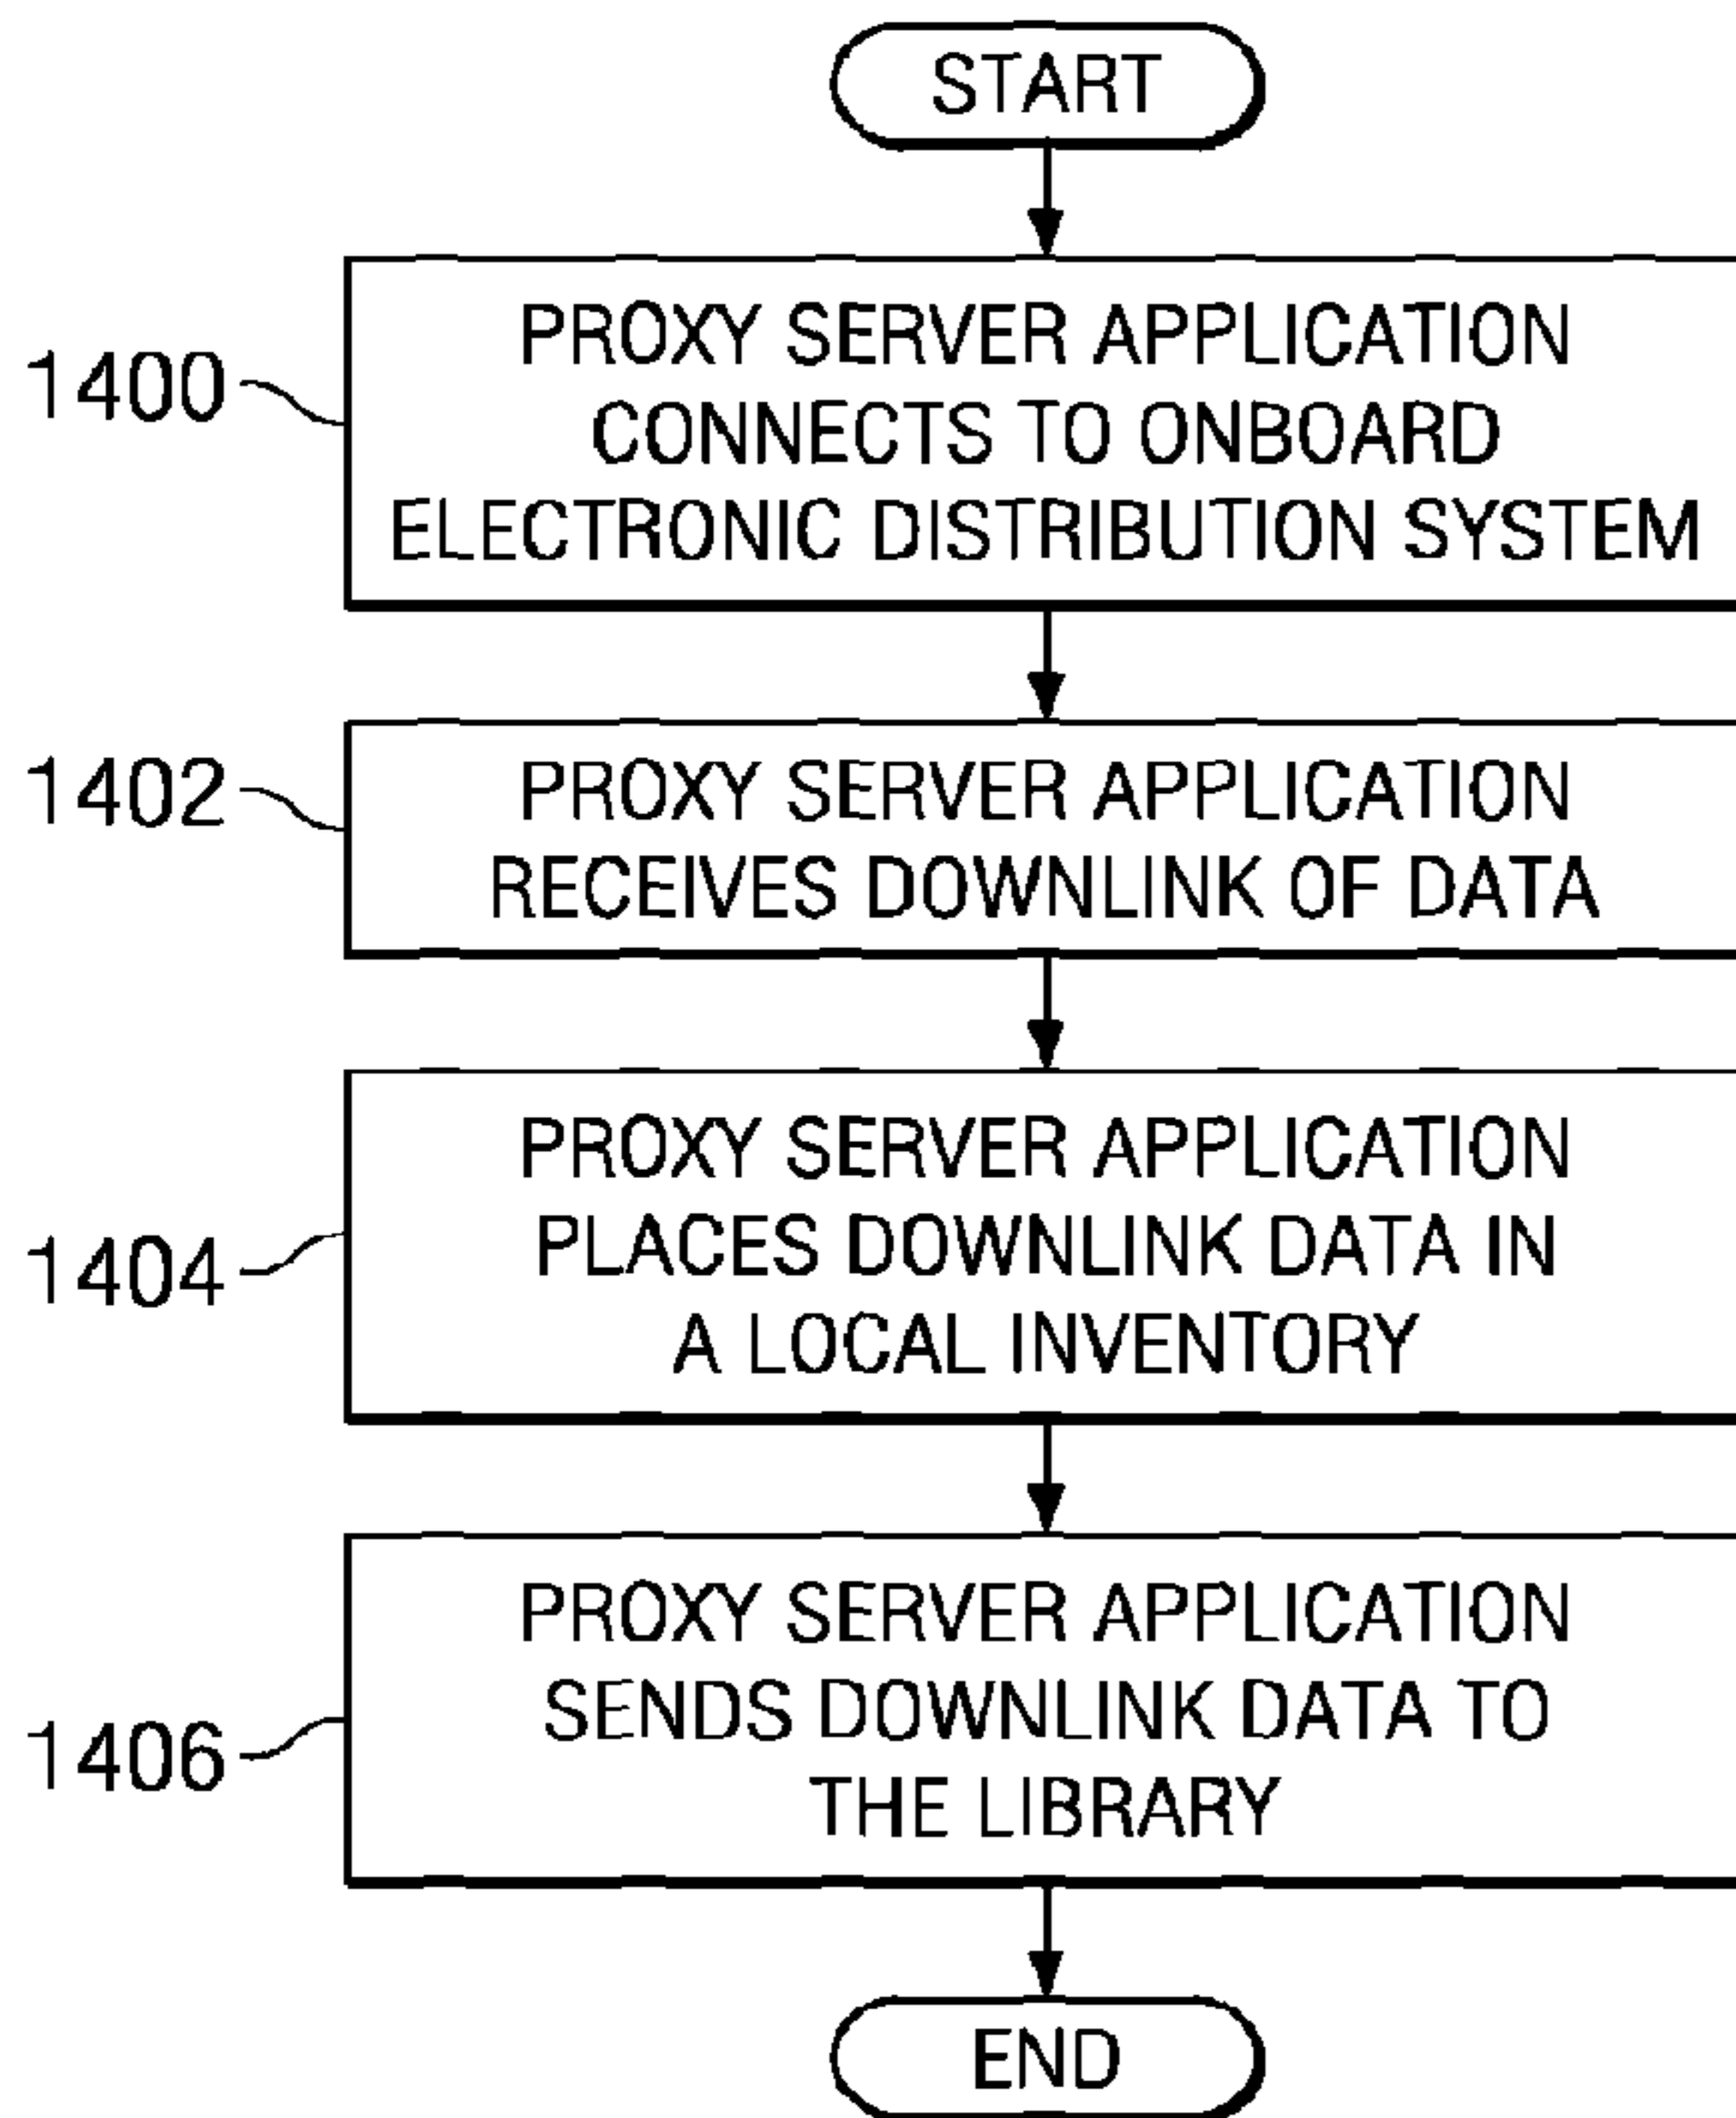 START
1400
PROXY SERVER APPLICATION
CONNECTS TO ONBOARD
ELECTRONIC DISTRIBUTION SYSTEM
1402
PROXY SERVER APPLICATION
RECEIVES DOWNLINK OF DATA
1404
PROXY SERVER APPLICATION
PLACES DOWNLINK DATA IN
A LOCAL INVENTORY
1406
PROXY SERVER APPLICATION
SENDS DOWNLINK DATA TO
THE LIBRARY
END